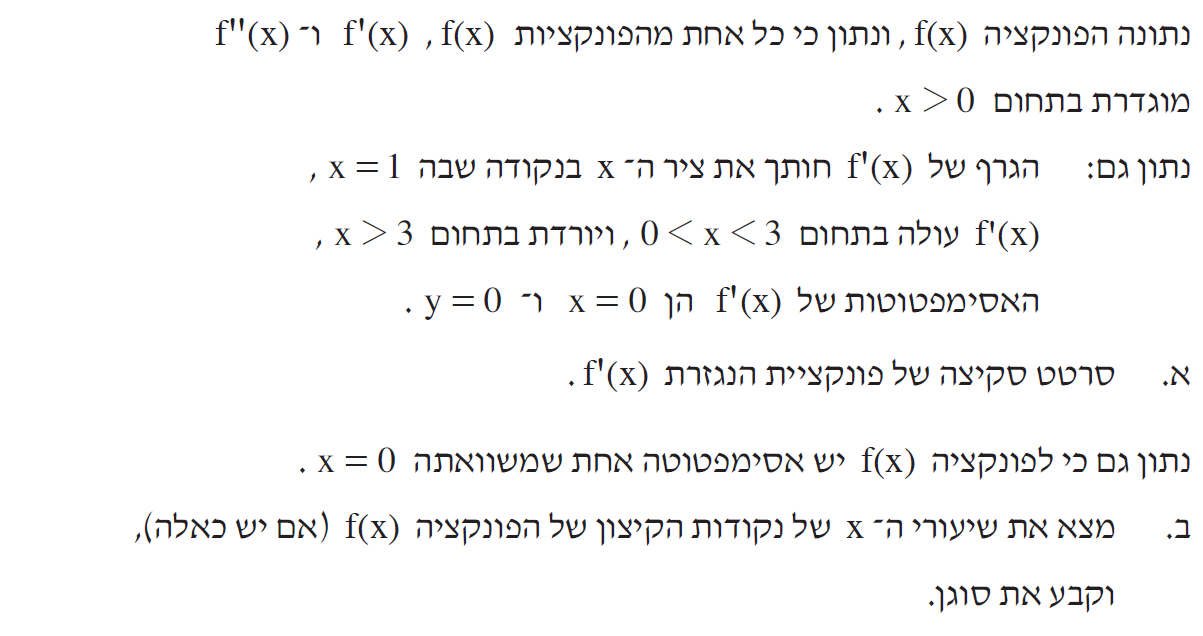 נתונה הפונקציה f(x) , ונתון כי כל אחת מהפונקציות f(x) , f'(x) ו־ f''(x)
מוגדרת בתחום x > 0 .
נתון גם: הגרף של f'(x) חותך את ציר ה־ x בנקודה שבה x = 1 ,
f'(x) עולה בתחום 0 < x < 3 , ויורדת בתחום x > 3 ,
האסימפטוטות של f'(x) הן x = 0 ו־ y = 0 .
א. סרטט סקיצה של פונקציית הנגזרת f'(x) .
נתון גם כי לפונקציה f(x) יש אסימפטוטה אחת שמשוואתה x = 0 .
ב. מצא את שיעורי ה־ x של נקודות הקיצון של הפונקציה f(x) (אם יש כאלה),
וקבע את סוגן.